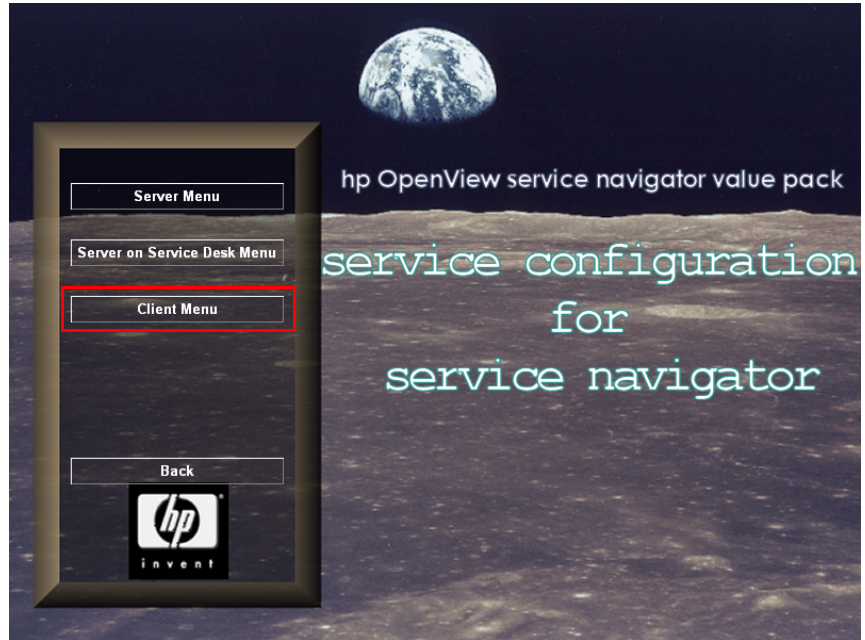 hp OpenView service navigator value pack
service configuration
for
service navigator
Server Menu
Server on Service Desk Menu
Client Menu
Back
hp
invent